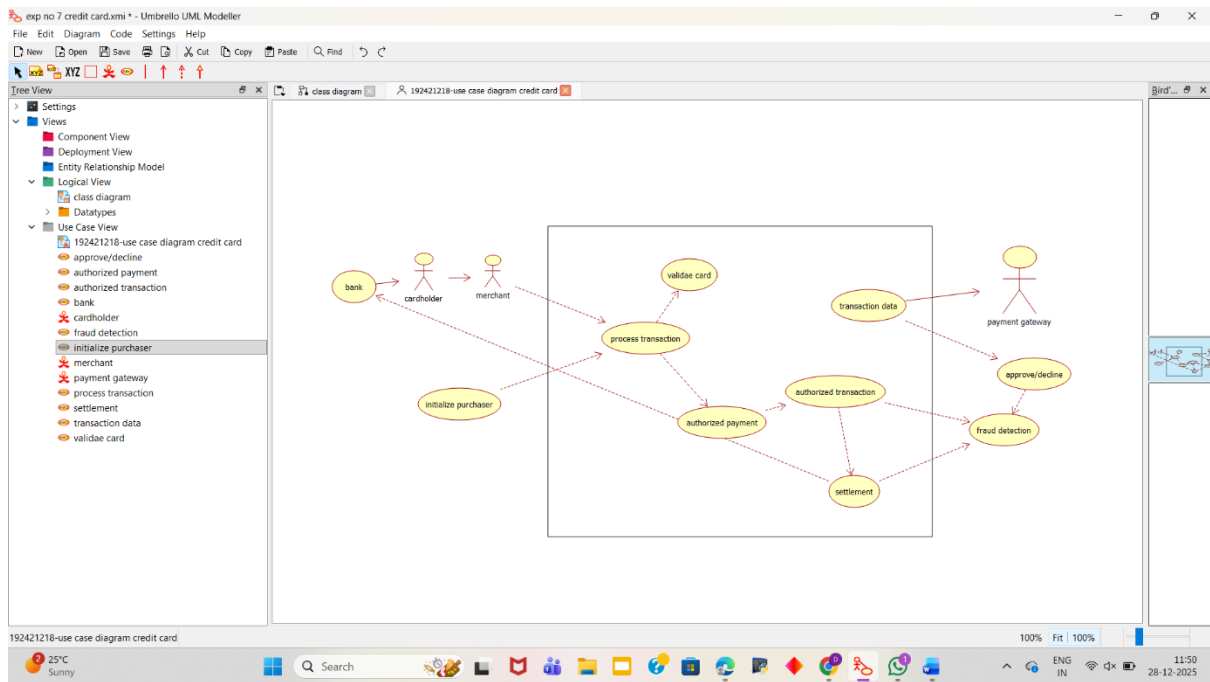 exp no 7 credit card.xmi * - Umbrello UML Modeller
File Edit Diagram Code Settings Help
New Open Save Cut Copy Paste Find
XYZ XYZ
Tree View
class diagram
192421218-use case diagram credit card
Bird'...
Settings
Views
Component View
Deployment View
Entity Relationship Model
Logical View
class diagram
Datatypes
Use Case View
192421218-use case diagram credit card
approve/decline
authorized payment
authorized transaction
bank
cardholder
fraud detection
initialize purchaser
merchant
payment gateway
process transaction
settlement
transaction data
validae card
bank
cardholder
merchant
validae card
transaction data
payment gateway
process transaction
approve/decline
initialize purchaser
authorized transaction
authorized payment
fraud detection
settlement
192421218-use case diagram credit card
100% Fit 100%
2
25°C
Sunny
Search
1
ENG
IN
11:50
28-12-2025